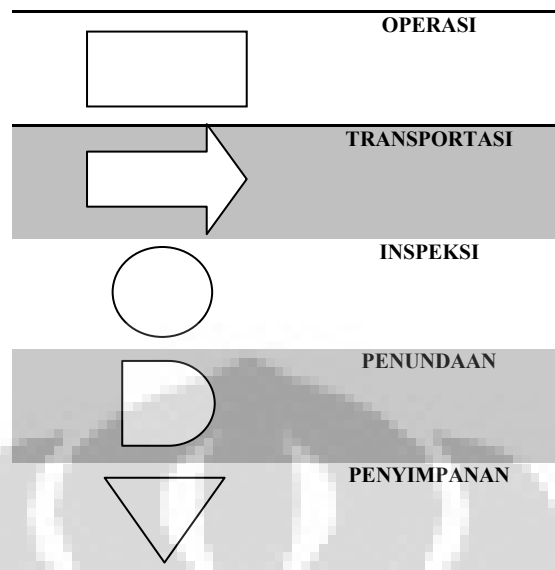 OPERASI
TRANSPORTASI
INSPEKSI
PENUNDAAN
PENYIMPANAN